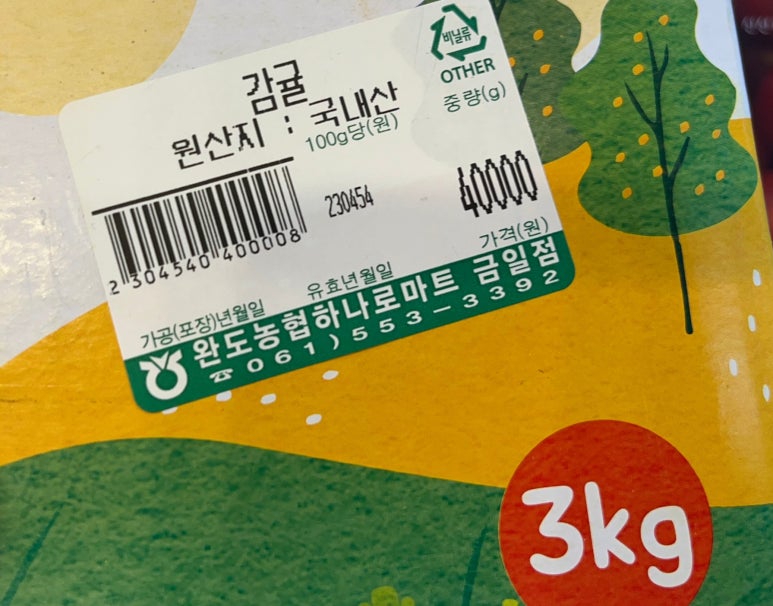 비닐류
OTHER
감귤
원산지 : 국내산
100g당(원)
중량(g)
230454
40000
2 304540 400008
가격(원)
유효년월일
가공(포장)년월일
완도농협하나로마트 금일점
☎ 061) 553-3392
3kg